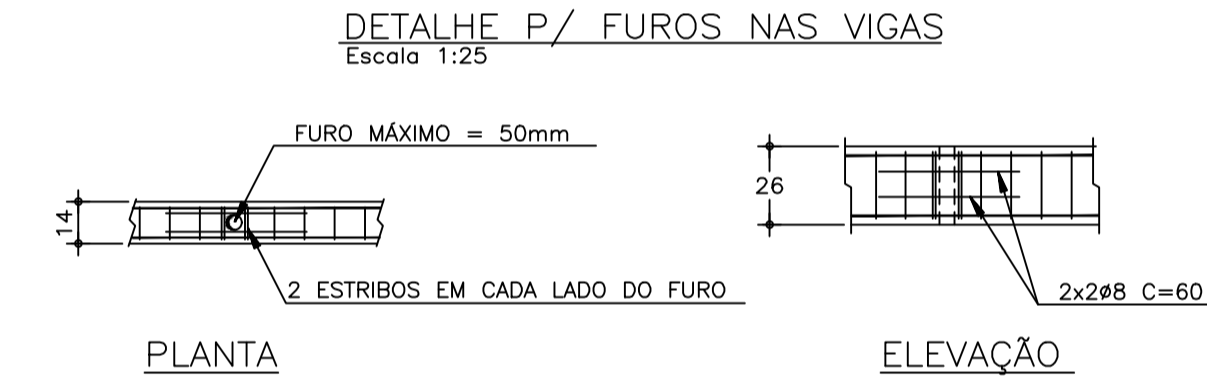 DETALHE P/ FUROS NAS VIGAS
Escala 1:25
FURO MÁXIMO = 50mm
14
2 ESTRIBOS EM CADA LADO DO FURO
PLANTA
26
2x2ø8 C=60
ELEVAÇÃO